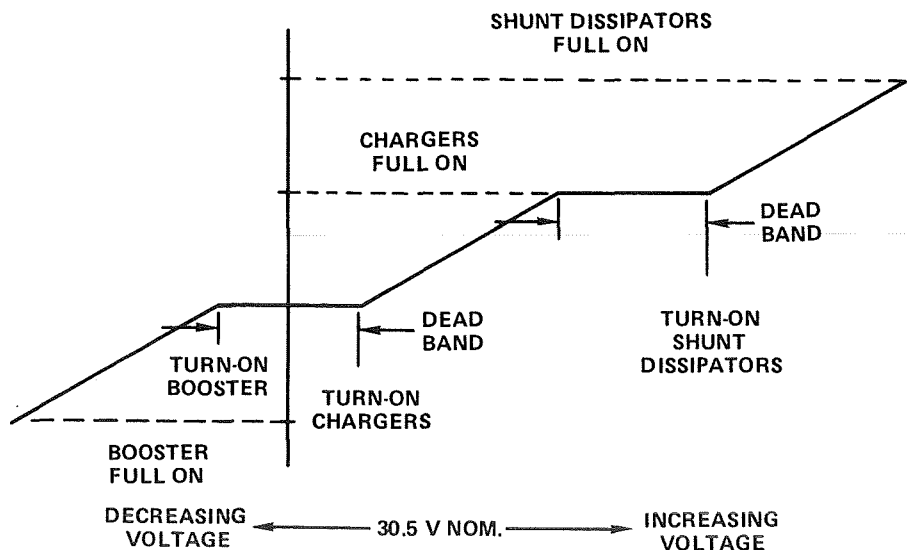 SHUNT DISSIPATORS
FULL ON
CHARGERS
FULL ON
DEAD
BAND
DEAD
BAND
TURN-ON
BOOSTER
TURN-ON
CHARGERS
TURN-ON
SHUNT
DISSIPATORS
BOOSTER
FULL ON
DECREASING
VOLTAGE
30.5 V NOM.
INCREASING
VOLTAGE